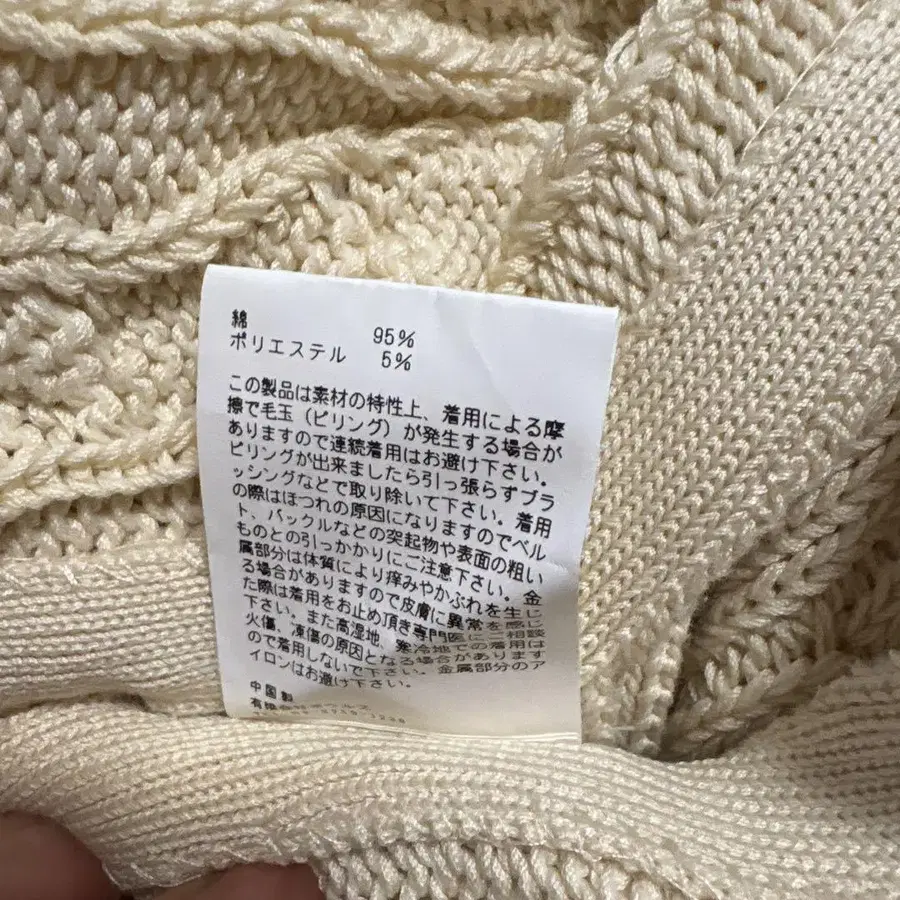 綿 95%
ポリエステル 5%
この製品は素材の特性上、着用による摩
擦で毛玉（ピリング）が発生する場合が
ありますので連続着用はお避け下さい。
ピリングが出来ましたら引っ張らずブラ
ッシングなどで取り除いて下さい。着用
の際はほつれの原因になりますのでベル
ト、バックルなどの突起物や表面の粗い
ものとの引っかかりにご注意下さい。金
属部分は体質により痒みやかぶれを生じ
る場合がありますので皮膚に異常を感じ
た際は着用をお止め頂き専門医にご相談
下さい。また高湿地、寒冷地での着用は
火傷、凍傷の原因となる場合があります
ので着用しないで下さい。金属部分のア
イロンはお避け下さい。
中国製
有限会社